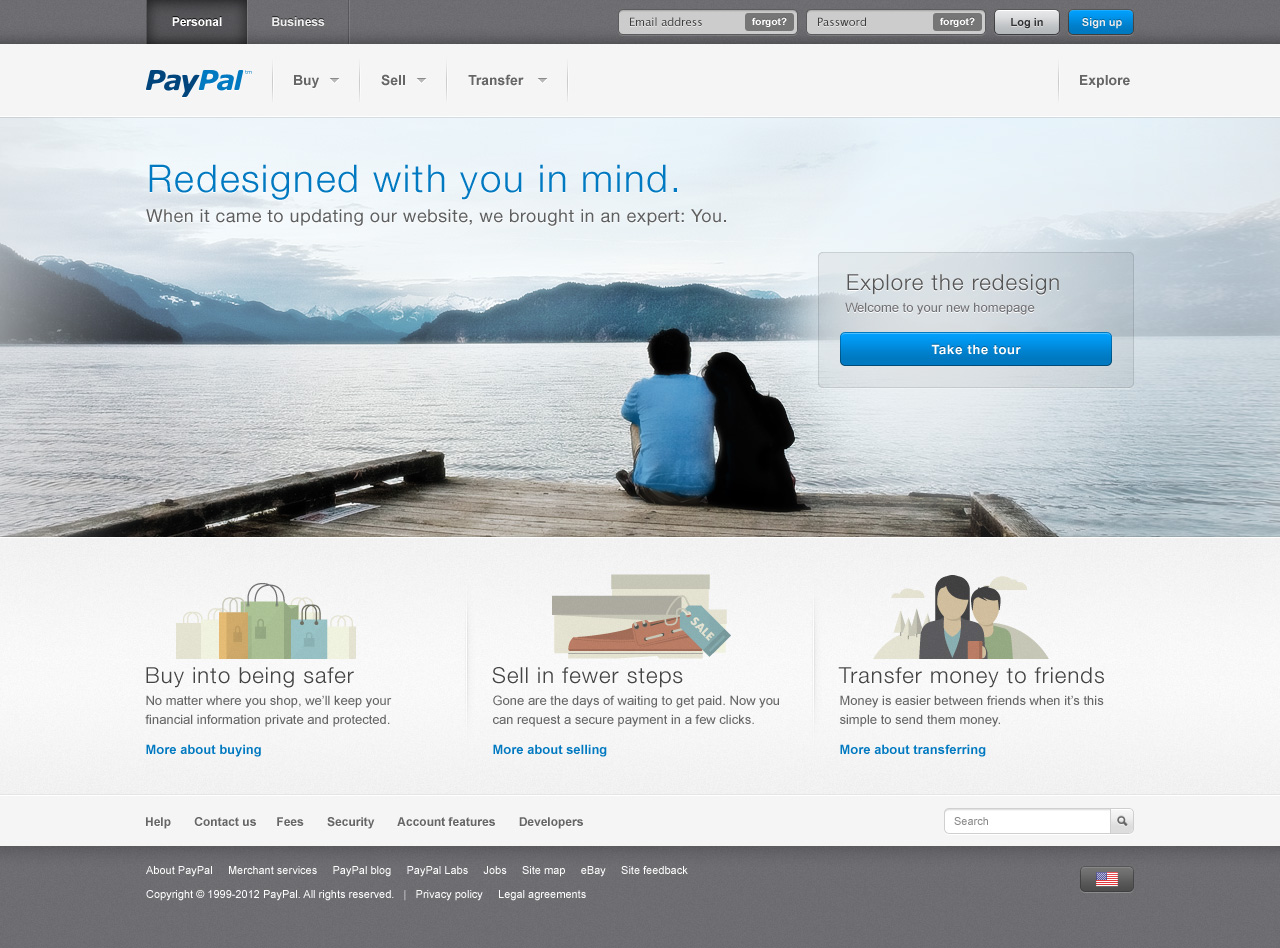 Personal
Business
Email address
forgot?
Password
forgot?
Log in
Sign up
PayPal™
Buy
Sell
Transfer
Explore
Redesigned with you in mind.
When it came to updating our website, we brought in an expert: You.
Explore the redesign
Welcome to your new homepage
Take the tour
SALE
Buy into being safer
No matter where you shop, we'll keep your
financial information private and protected.
More about buying
Sell in fewer steps
Gone are the days of waiting to get paid. Now you
can request a secure payment in a few clicks.
More about selling
Transfer money to friends
Money is easier between friends when it's this
simple to send them money.
More about transferring
Help Contact us Fees Security Account features Developers
Search
About PayPal Merchant services PayPal blog PayPal Labs Jobs Site map eBay Site feedback
Copyright © 1999-2012 PayPal. All rights reserved. | Privacy policy Legal agreements